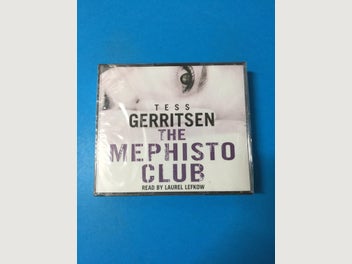 TESS
GERRITSEN
THE
MEPHISTO
CLUB
READ BY LAUREL LEFKOW